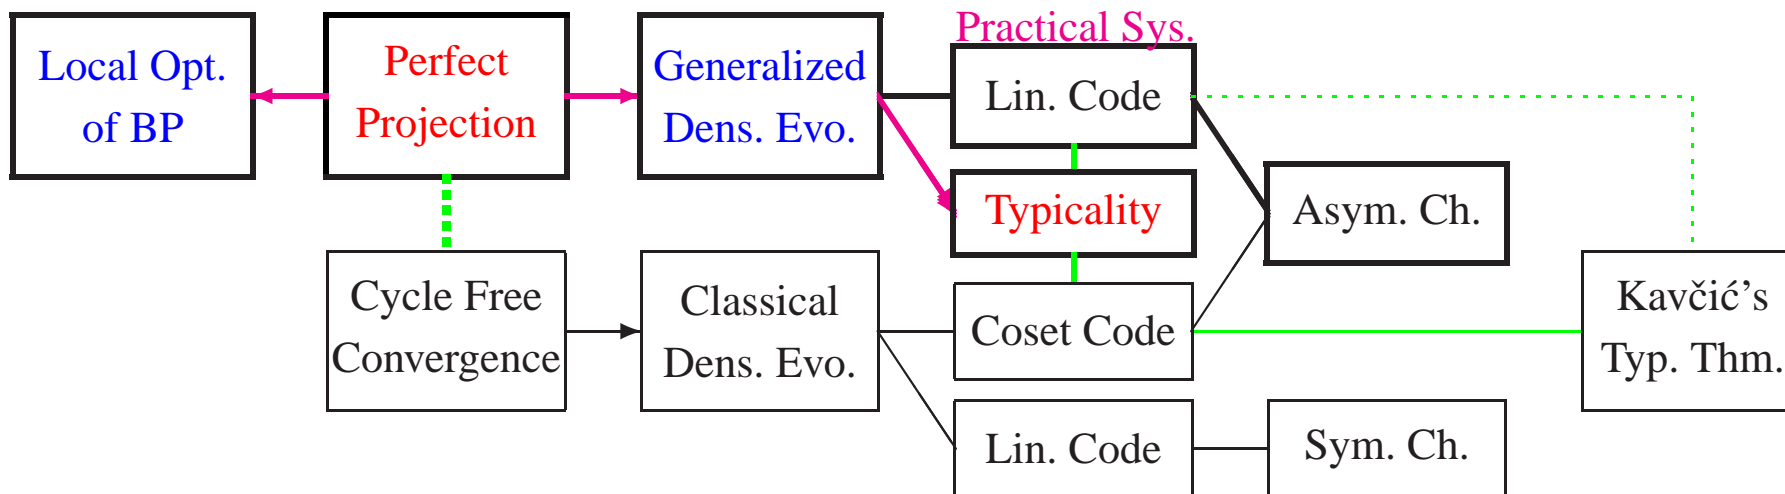 Practical Sys.
Local Opt.
of BP
Perfect
Projection
Generalized
Dens. Evo.
Lin. Code
Typicality
Asym. Ch.
Cycle Free
Convergence
Classical
Dens. Evo.
Coset Code
Kavčić's
Typ. Thm.
Lin. Code
Sym. Ch.